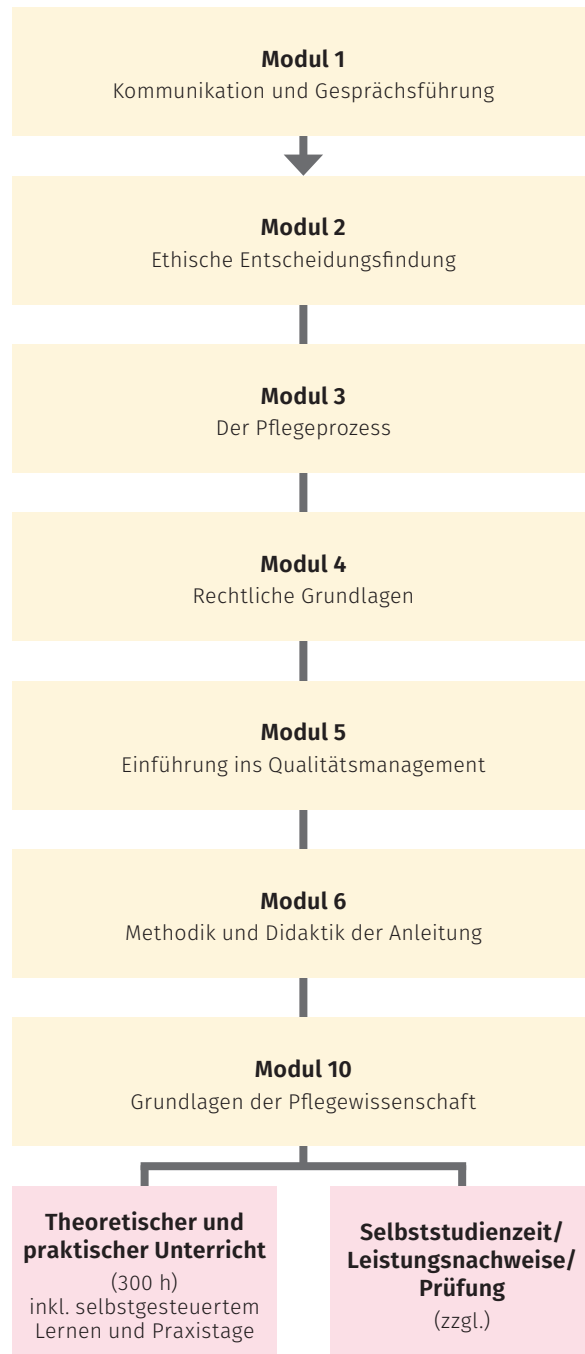 Modul 1
Kommunikation und Gesprächsführung
Modul 2
Ethische Entscheidungsfindung
Modul 3
Der Pflegeprozess
Modul 4
Rechtliche Grundlagen
Modul 5
Einführung ins Qualitätsmanagement
Modul 6
Methodik und Didaktik der Anleitung
Modul 10
Grundlagen der Pflegewissenschaft
Theoretischer und
praktischer Unterricht
(300 h)
inkl. selbstgesteuertem
Lernen und Praxistage
Selbststudienzeit/
Leistungsnachweise/
Prüfung
(zzgl.)